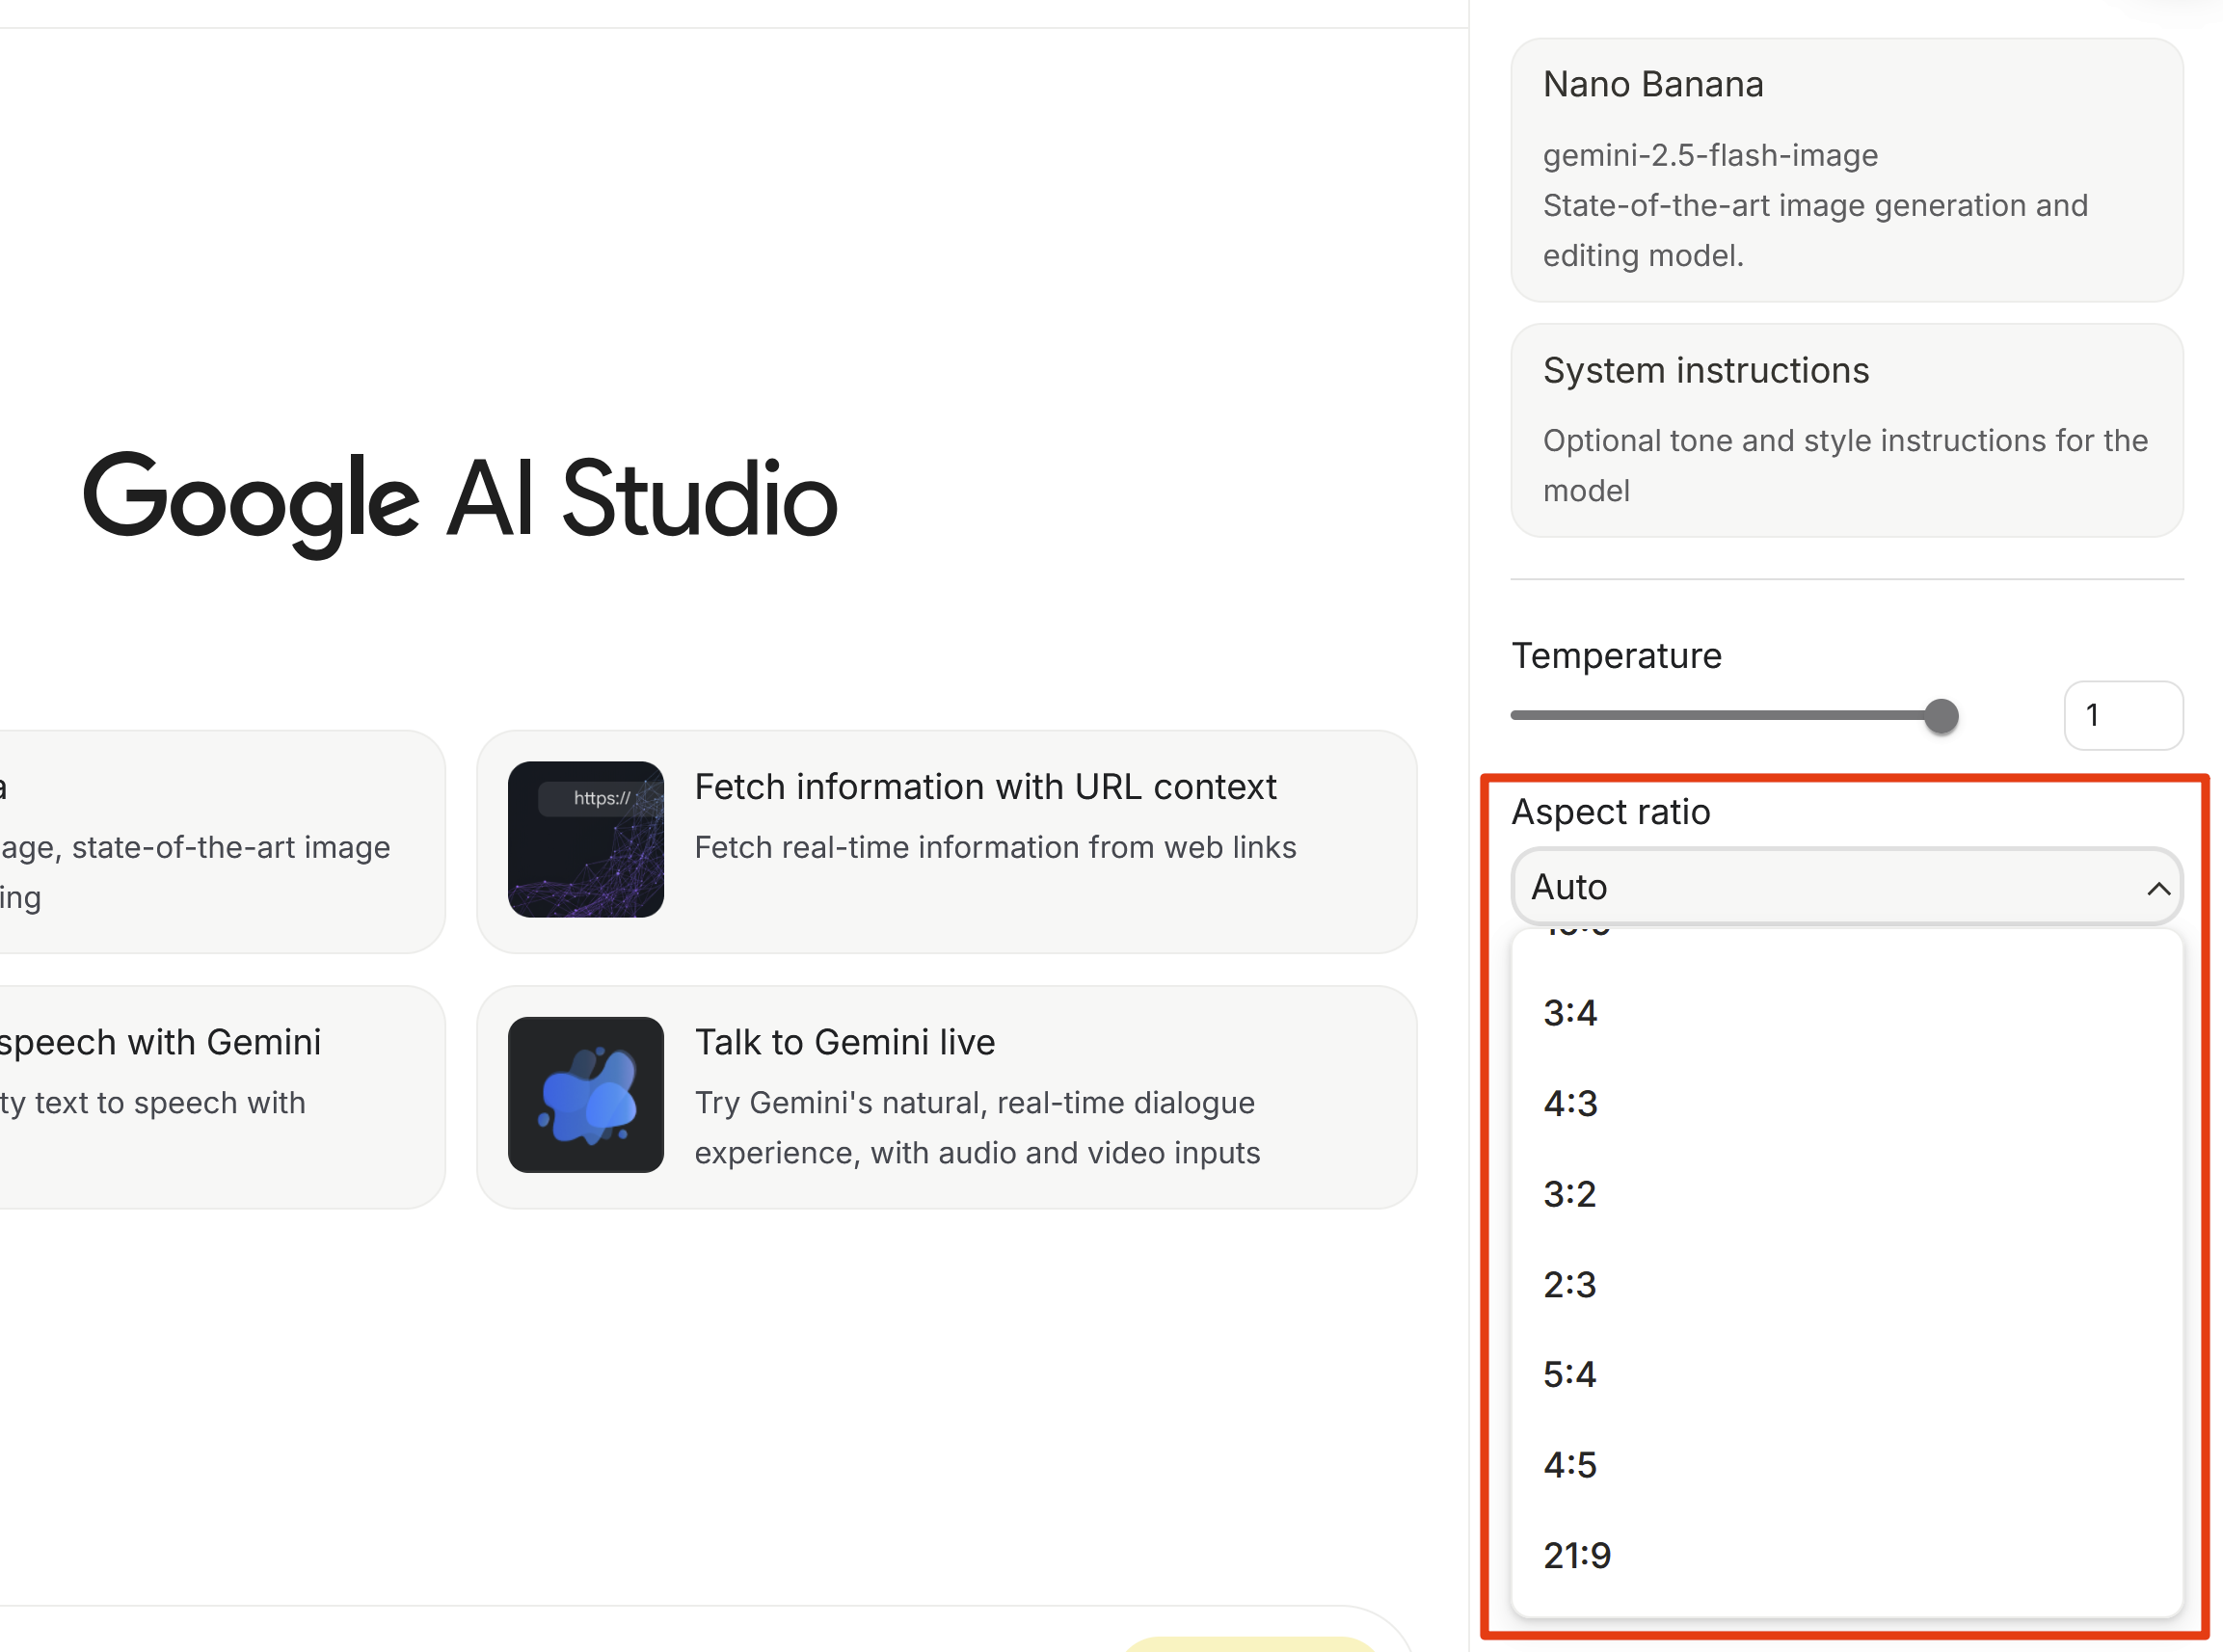 Google AI Studio
a
age, state-of-the-art image
ing
Fetch information with URL context
Fetch real-time information from web links
https://
speech with Gemini
ty text to speech with
Talk to Gemini live
Try Gemini's natural, real-time dialogue
experience, with audio and video inputs
Nano Banana
gemini-2.5-flash-image
State-of-the-art image generation and
editing model.
System instructions
Optional tone and style instructions for the
model
Temperature
1
Aspect ratio
Auto
3:4
4:3
3:2
2:3
5:4
4:5
21:9